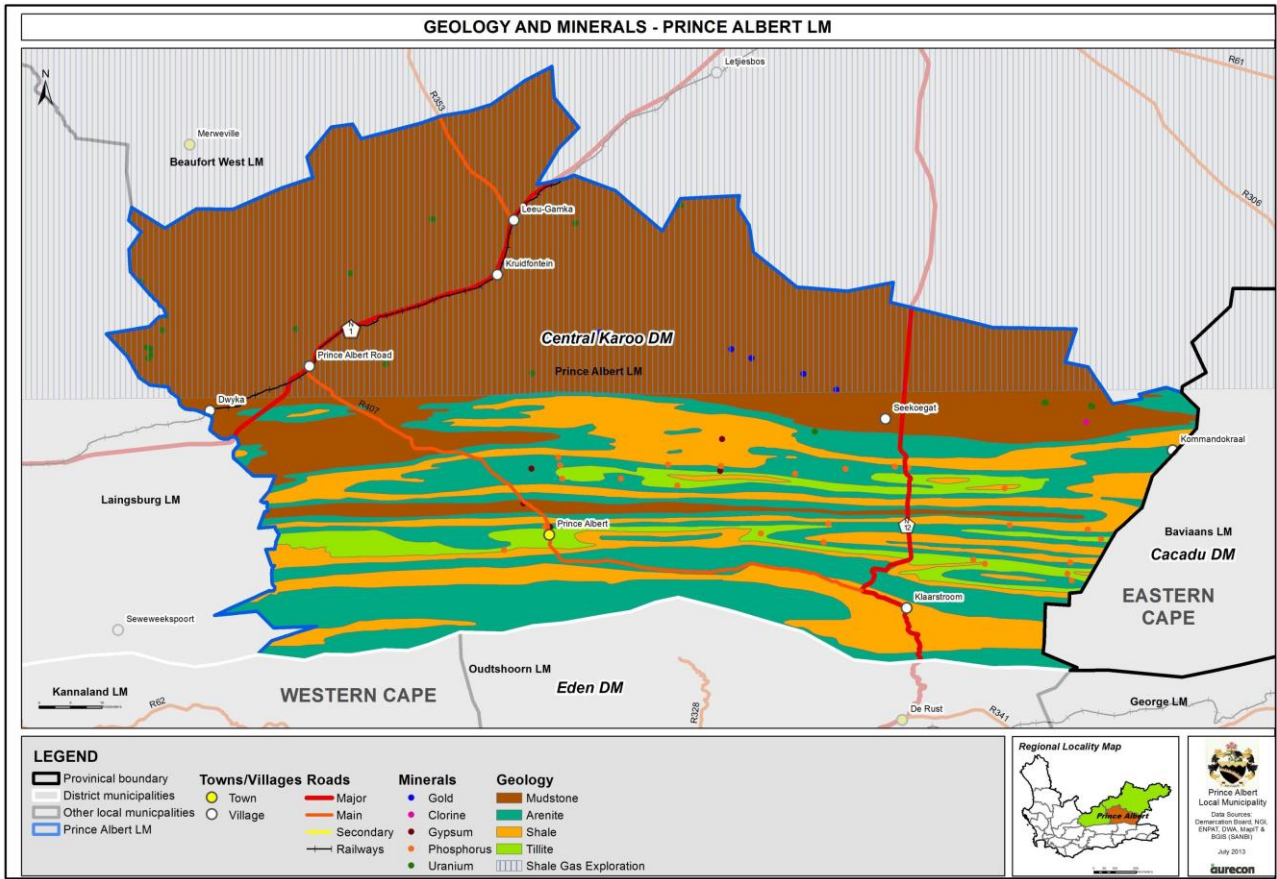 GEOLOGY AND MINERALS - PRINCE ALBERT LM
N
Letjiesbos
R61
R353
Merweville
Beaufort West LM
R306
Leeu-Gamka
Kruidfontein
N
1
Central Karoo DM
Prince Albert Road
Prince Albert LM
Dwyka
R407
Seekoegat
Kommandokraal
Laingsburg LM
Prince Albert
N
12
Baviaans LM
Cacadu DM
EASTERN
CAPE
Klaarstroom
Seweweekspoort
Oudtshoorn LM
Kannaland LM
WESTERN CAPE
Eden DM
George LM
R62
R328
De Rust
R341
LEGEND
Provinical boundary
District municipalities
Other local municpalities
Prince Albert LM
Towns/Villages
Town
Village
Roads
Major
Main
Secondary
Railways
Minerals
Gold
Clorine
Gypsum
Phosphorus
Uranium
Geology
Mudstone
Arenite
Shale
Tillite
Shale Gas Exploration
Regional Locality Map
Prince Albert
Prince Albert
Local Municipality
Data Sources:
Demarcation Board, NGI,
ENPAT, DWA, MapIT &
BGIS (SANBI)
July 2013
aurecon